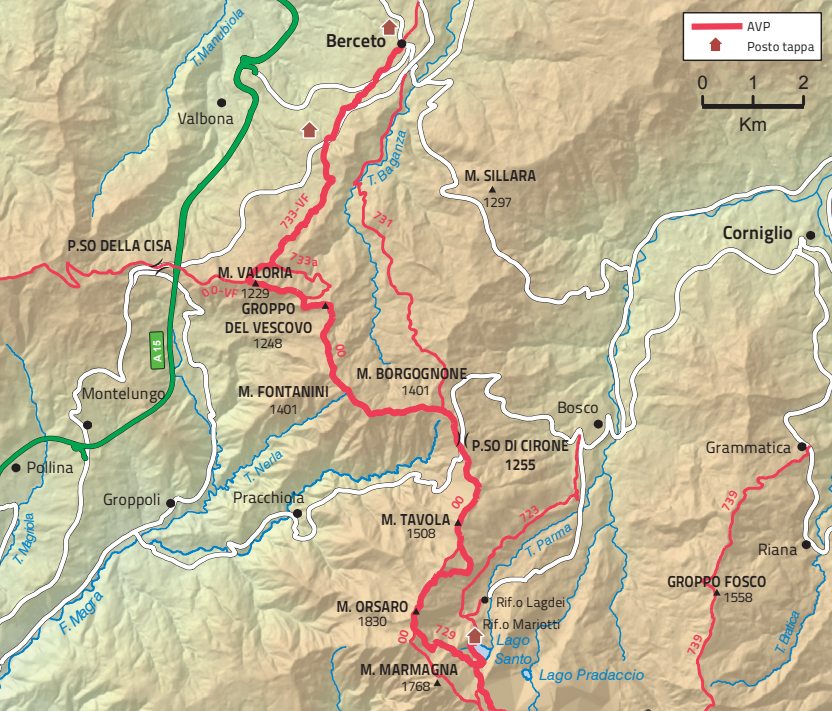 AVP
Posto tappa
0 1 2
Km
T. Manubiola
Berceto
Valbona
T. Baganza
M. SILLARA
1297
733-VF
731
Corniglio
P.SO DELLA CISA
733a
M. VALORIA
1229
0.0-VF
GROPPO
DEL VESCOVO
1248
00
A 15
M. BORGOGNONE
1401
M. FONTANINI
1401
Montelungo
Bosco
P.SO DI CIRONE
1255
Grammatica
Pollina
T. Nerla
Groppoli
Pracchiola
00
739
T. Magriola
M. TAVOLA
1508
723
T. Parma
Riana
GROPPO FOSCO
1558
F. Magra
M. ORSARO
1830
Rif.o Lagdei
Rif.o Mariotti
00
729
Lago
Santo
T. Bratica
739
M. MARMAGNA
1768
Lago Pradaccio